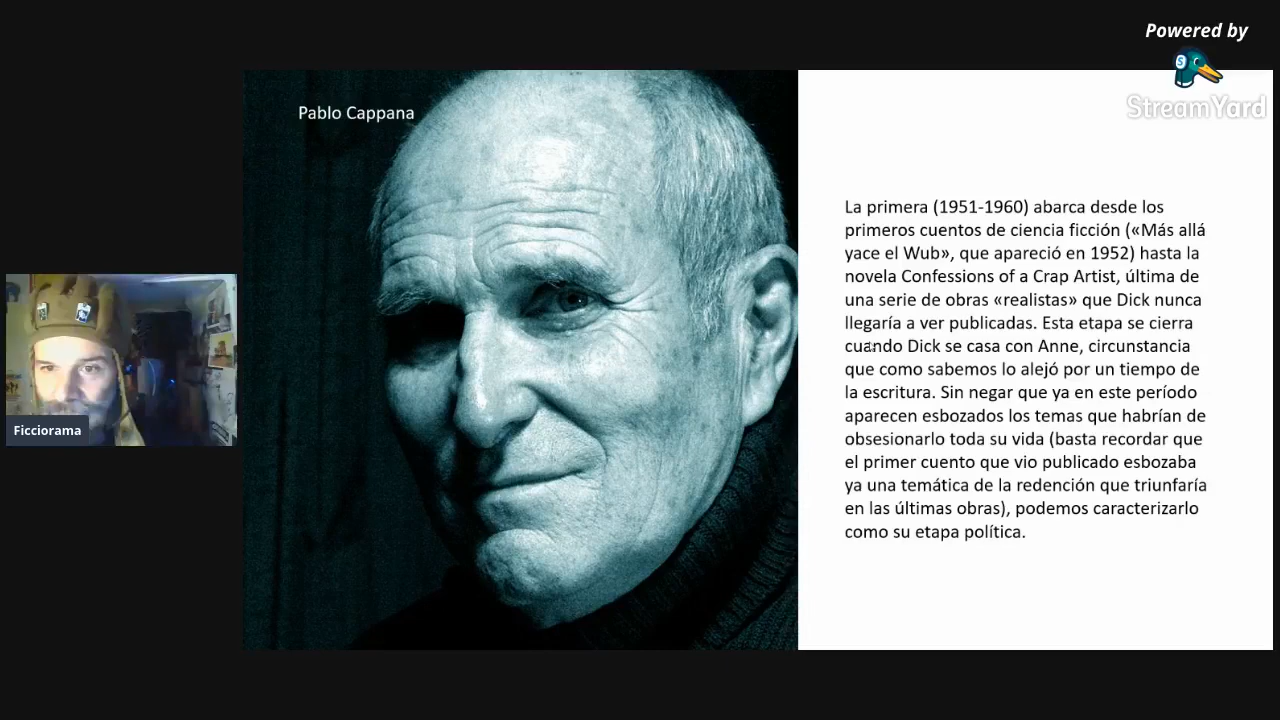 Powered by
StreamYard
Pablo Cappana
La primera (1951-1960) abarca desde los
primeros cuentos de ciencia ficción («Más allá
yace el Wub», que apareció en 1952) hasta la
novela Confessions of a Crap Artist, última de
una serie de obras «realistas» que Dick nunca
llegaría a ver publicadas. Esta etapa se cierra
cuando Dick se casa con Anne, circunstancia
que como sabemos lo alejó por un tiempo de
la escritura. Sin negar que ya en este período
aparecen esbozados los temas que habrían de
obsesionarlo toda su vida (basta recordar que
el primer cuento que vio publicado esbozaba
ya una temática de la redención que triunfaría
en las últimas obras), podemos caracterizarlo
como su etapa política.
Ficciorama